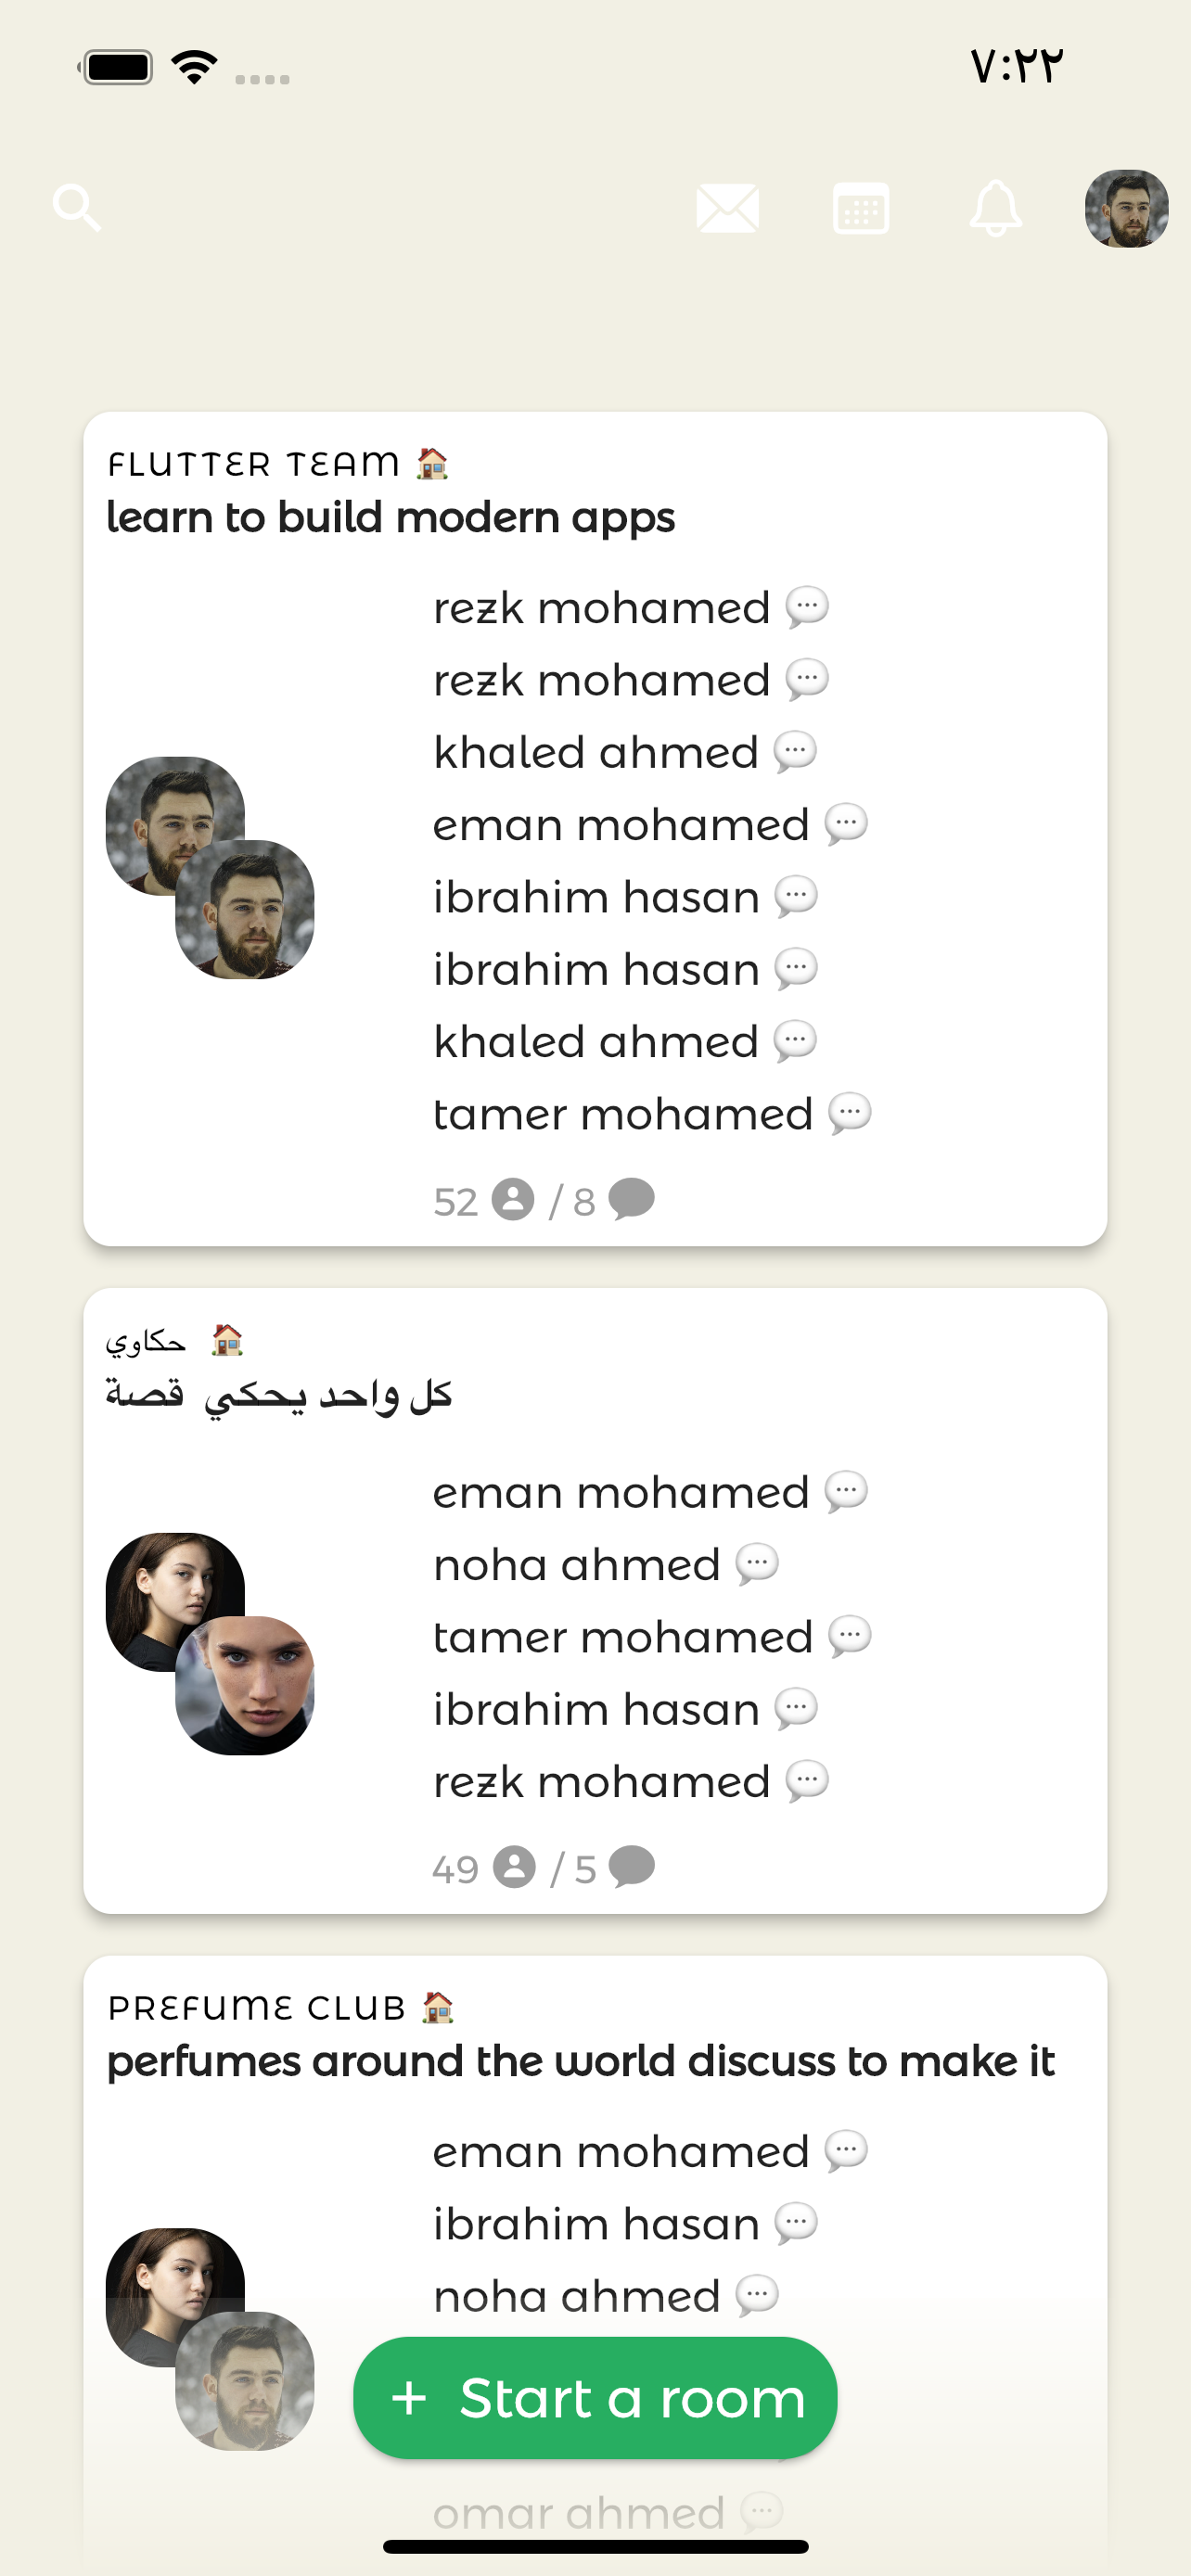 ٧:٢٢
FLUTTER TEAM 🏠
learn to build modern apps
rezk mohamed 💬
rezk mohamed 💬
khaled ahmed 💬
eman mohamed 💬
ibrahim hasan 💬
ibrahim hasan 💬
khaled ahmed 💬
tamer mohamed 💬
52 / 8
حكاوي 🏠
كل واحد يحكي قصة
eman mohamed 💬
noha ahmed 💬
tamer mohamed 💬
ibrahim hasan 💬
rezk mohamed 💬
49 / 5
PREFUME CLUB 🏠
perfumes around the world discuss to make it
eman mohamed 💬
ibrahim hasan 💬
noha ahmed 💬
+ Start a room
omar ahmed 💬